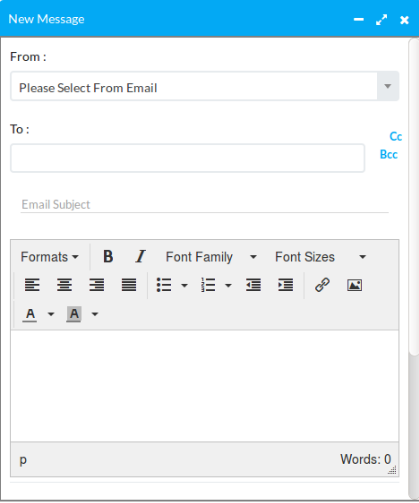 New Message
From :
Please Select From Email
To :
Cc
Bcc
Email Subject
Formats B I Font Family Font Sizes
A A
p Words: 0